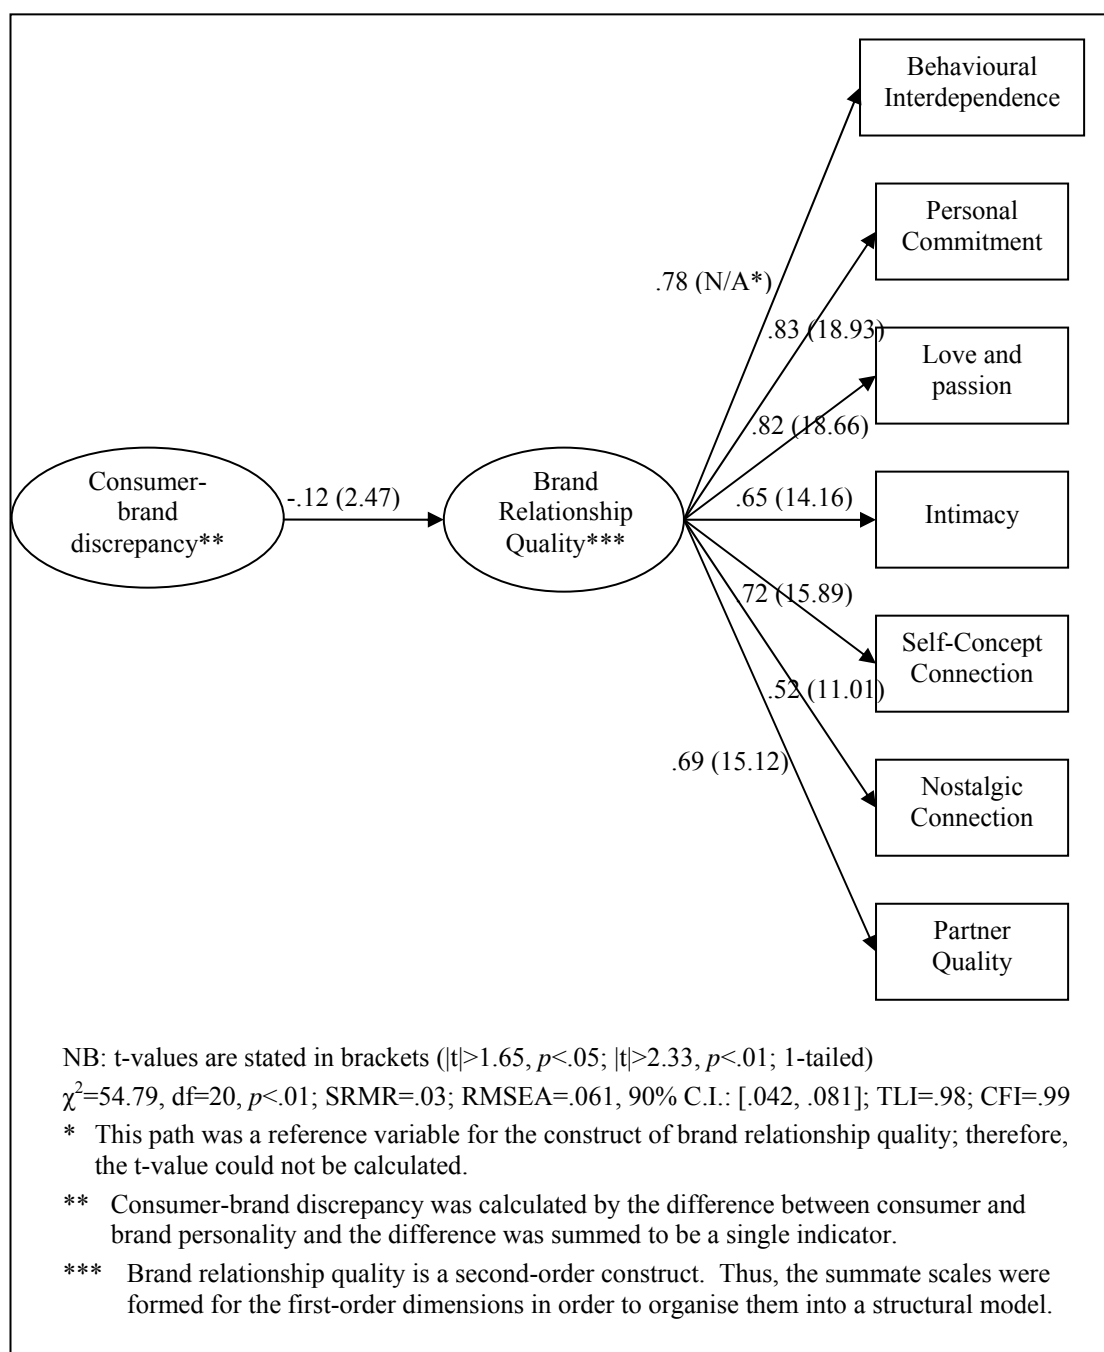 Behavioural
Interdependence
Personal
Commitment
.78 (N/A*)
.83 (18.93)
Love and
passion
.82 (18.66)
Consumer-
brand
discrepancy**
-.12 (2.47)
Brand
Relationship
Quality***
.65 (14.16)
Intimacy
.72 (15.89)
Self-Concept
Connection
.52 (11.01)
.69 (15.12)
Nostalgic
Connection
Partner
Quality
NB: t-values are stated in brackets (|t|>1.65, p<.05; |t|>2.33, p<.01; 1-tailed)
χ²=54.79, df=20, p<.01; SRMR=.03; RMSEA=.061, 90% C.I.: [.042, .081]; TLI=.98; CFI=.99
* This path was a reference variable for the construct of brand relationship quality; therefore,
the t-value could not be calculated.
** Consumer-brand discrepancy was calculated by the difference between consumer and
brand personality and the difference was summed to be a single indicator.
*** Brand relationship quality is a second-order construct. Thus, the summate scales were
formed for the first-order dimensions in order to organise them into a structural model.